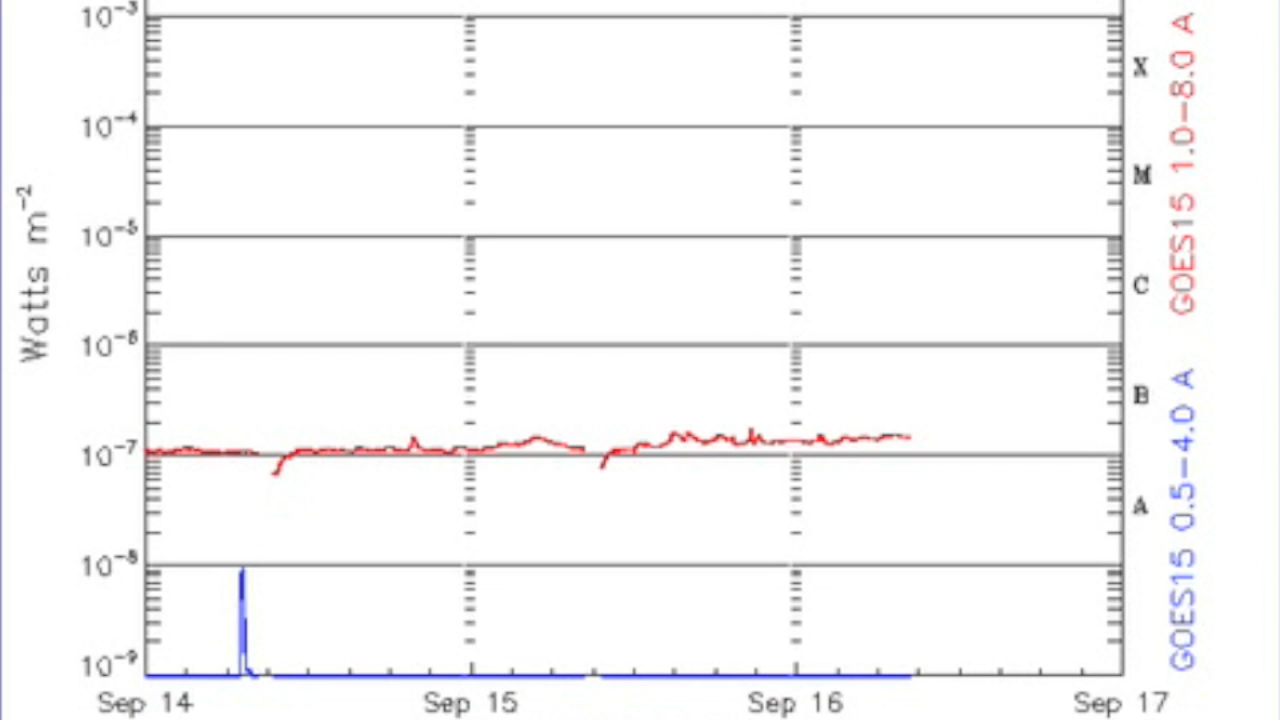 10⁻³
10⁻⁴
10⁻⁵
10⁻⁶
10⁻⁷
10⁻⁸
10⁻⁹
Watts m⁻²
Sep 14 Sep 15 Sep 16 Sep 17
X
M
C
B
A
GOES15 1.0-8.0 A
GOES15 0.5-4.0 A